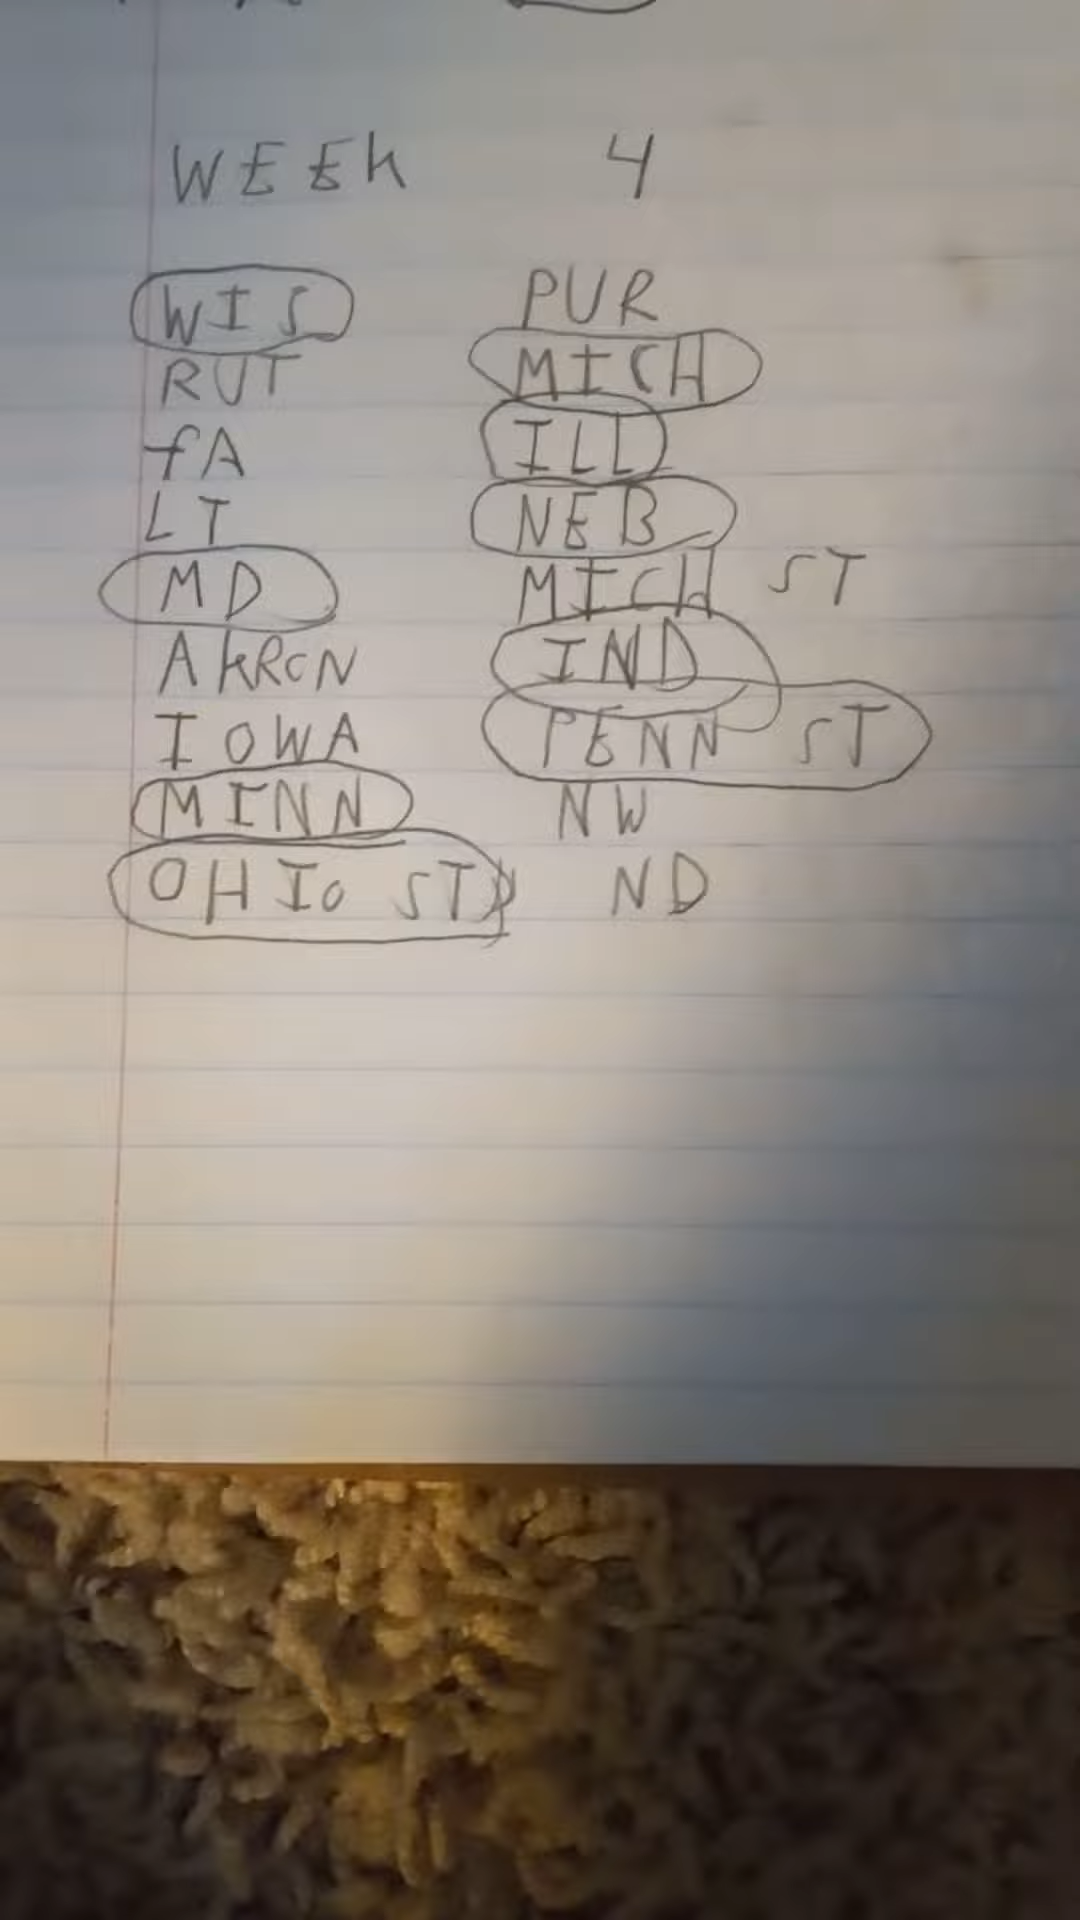 WEEK 4
WIS PUR
RUT MICH
fA ILL
LT NEB
MD MICH ST
AKRON IND
IOWA PENN ST
MINN NW
OHIO ST ND